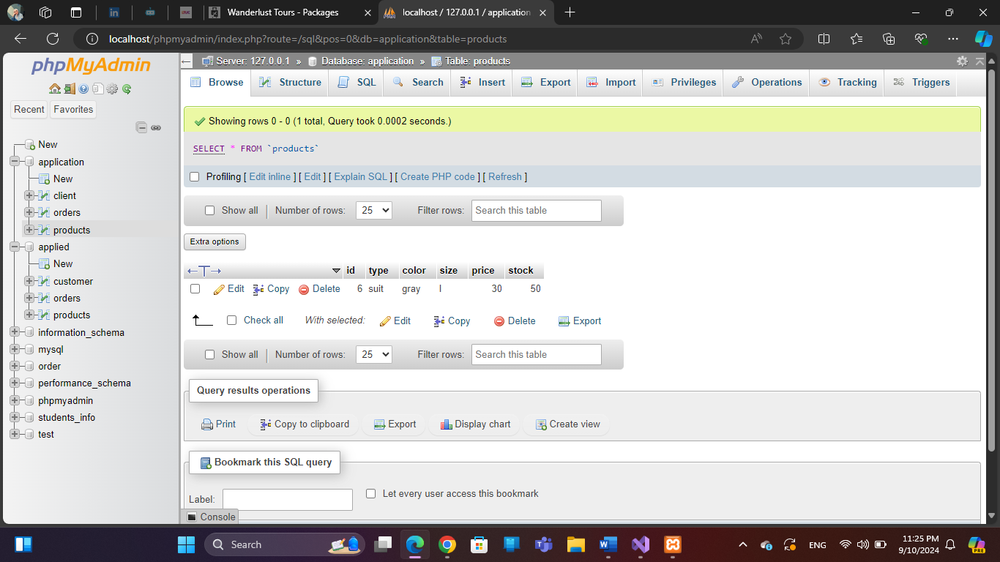 Wanderlust Tours - Packages
localhost / 127.0.0.1 / application
localhost/phpmyadmin/index.php?route=/sql&pos=0&db=application&table=products
phpMyAdmin
Recent Favorites
New
application
New
client
orders
products
applied
New
customer
orders
products
information_schema
mysql
order
performance_schema
phpmyadmin
students_info
test
Server: 127.0.0.1 » Database: application » Table: products
Browse Structure SQL Search Insert Export Import Privileges Operations Tracking Triggers
Showing rows 0 - 0 (1 total, Query took 0.0002 seconds.)
SELECT * FROM `products`
Profiling [ Edit inline ] [ Edit ] [ Explain SQL ] [ Create PHP code ] [ Refresh ]
Show all Number of rows: 25 Filter rows: Search this table
Extra options
←T→ id type color size price stock
Edit Copy Delete 6 suit gray l 30 50
Check all With selected: Edit Copy Delete Export
Show all Number of rows: 25 Filter rows: Search this table
Query results operations
Print Copy to clipboard Export Display chart Create view
Bookmark this SQL query
Label: Let every user access this bookmark
Console
Search
ENG
11:25 PM
9/10/2024
PRE